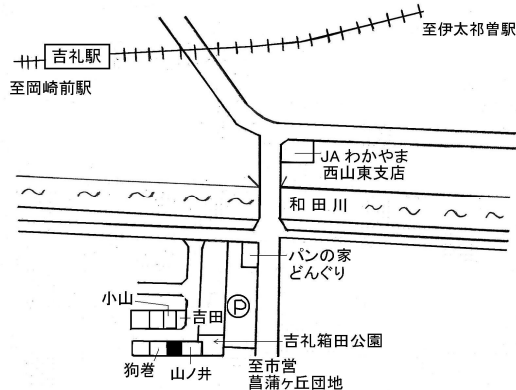 至伊太祁曽駅
吉礼駅
至岡崎前駅
JAわかやま
西山東支店
和田川
パンの家
どんぐり
小山
吉田
P
吉礼箱田公園
狗巻
山ノ井
至市営
菖蒲ヶ丘団地